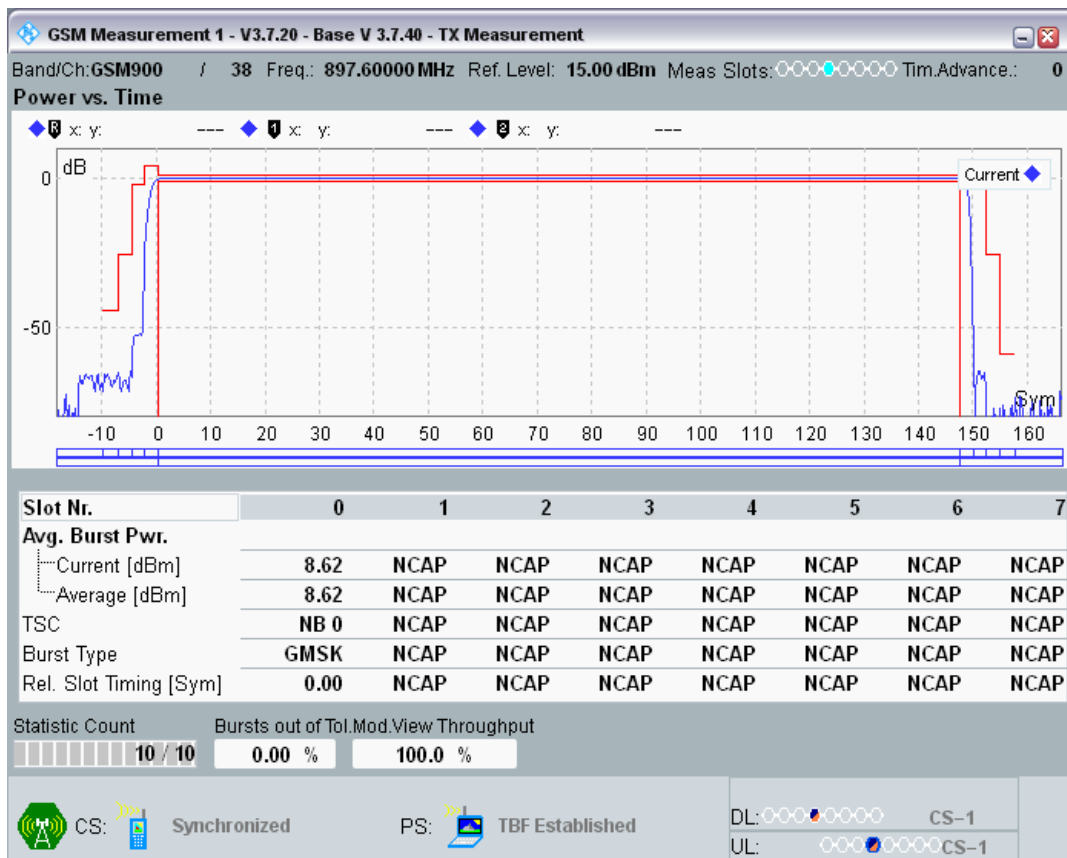 GSM Measurement 1 - V3.7.20 - Base V 3.7.40 - TX Measurement
Band/Ch:GSM900 / 38 Freq.: 897.60000 MHz Ref. Level: 15.00 dBm Meas Slots: Tim.Advance.: 0
Power vs. Time
R x: y: --- 1 x: y: --- 2 x: y: ---
dB
0
Current
-50
Sym
-10 0 10 20 30 40 50 60 70 80 90 100 110 120 130 140 150 160
Slot Nr. 0 1 2 3 4 5 6 7
Avg. Burst Pwr.
Current [dBm] 8.62 NCAP NCAP NCAP NCAP NCAP NCAP NCAP
Average [dBm] 8.62 NCAP NCAP NCAP NCAP NCAP NCAP NCAP
TSC NB 0 NCAP NCAP NCAP NCAP NCAP NCAP NCAP
Burst Type GMSK NCAP NCAP NCAP NCAP NCAP NCAP NCAP
Rel. Slot Timing [Sym] 0.00 NCAP NCAP NCAP NCAP NCAP NCAP NCAP
Statistic Count Bursts out of Tol. Mod.View Throughput
10 / 10 0.00 % 100.0 %
CS: Synchronized PS: TBF Established
DL: CS-1
UL: CS-1